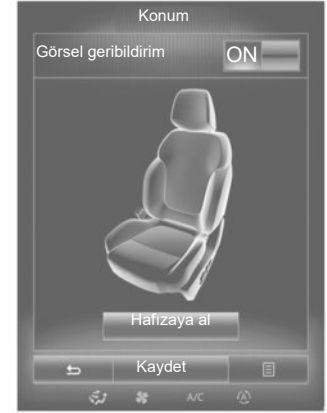 Konum
Görsel geribildirim
ON
Hafızaya al
Kaydet
A/C